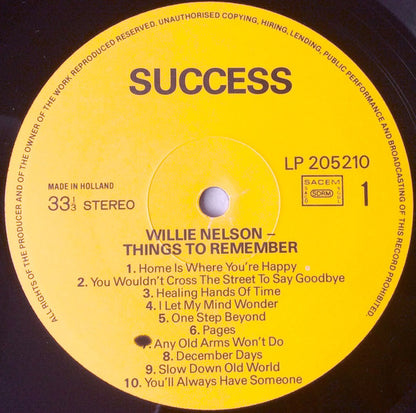 ALL RIGHTS OF THE PRODUCER AND OF THE OWNER OF THE WORK REPRODUCED RESERVED. UNAUTHORISED COPYING, HIRING, LENDING, PUBLIC PERFORMANCE AND BROADCASTING OF THIS RECORD PROHIBITED.
SUCCESS
LP 205210
MADE IN HOLLAND
33⅓ STEREO
SACEM
SDRM
1
WILLIE NELSON –
THINGS TO REMEMBER
1. Home Is Where You're Happy
2. You Wouldn't Cross The Street To Say Goodbye
3. Healing Hands Of Time
4. I Let My Mind Wonder
5. One Step Beyond
6. Pages
7. Any Old Arms Won't Do
8. December Days
9. Slow Down Old World
10. You'll Always Have Someone